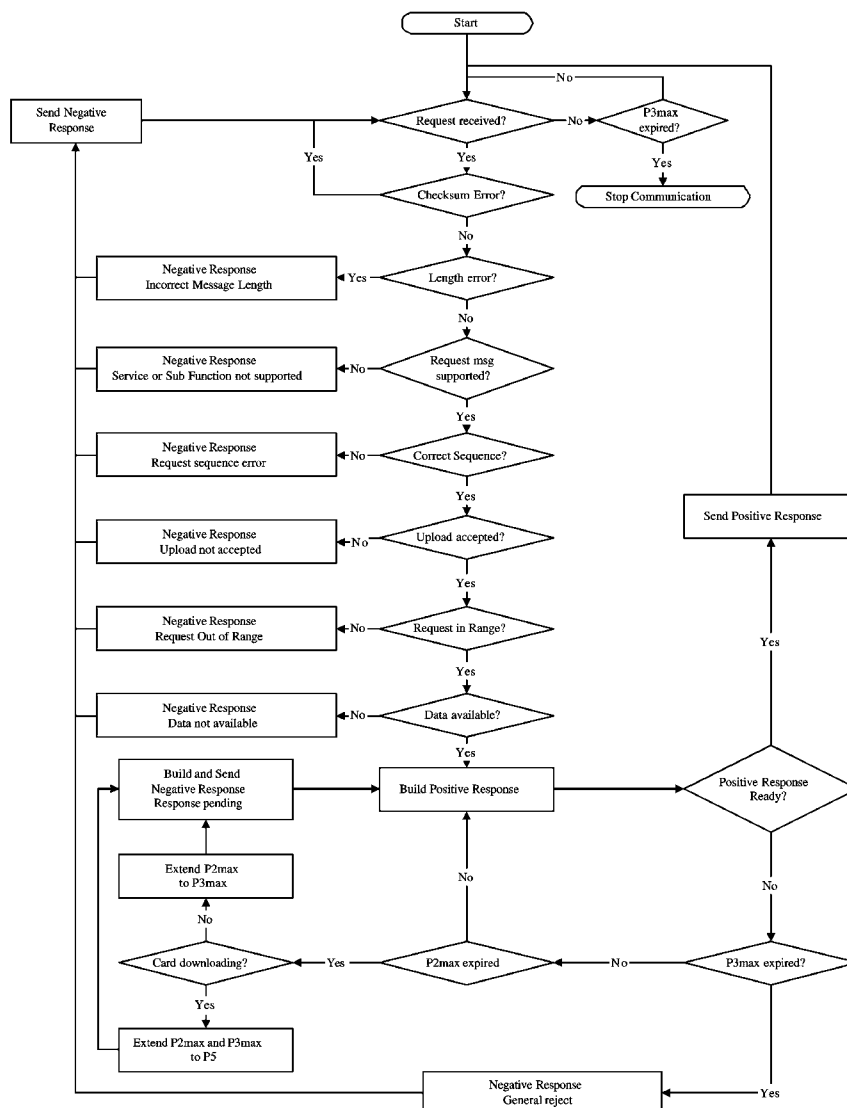 Start
No
Send Negative
Response
Request received?
No
P3max
expired?
Yes
Yes
Yes
Checksum Error?
Stop Communication
No
Negative Response
Incorrect Message Length
Yes
Length error?
No
Negative Response
Service or Sub Function not supported
No
Request msg
supported?
Yes
Negative Response
Request sequence error
No
Correct Sequence?
Yes
Send Positive Response
Negative Response
Upload not accepted
No
Upload accepted?
Yes
Negative Response
Request Out of Range
No
Request in Range?
Yes
Yes
Negative Response
Data not available
No
Data available?
Yes
Build and Send
Negative Response
Response pending
Build Positive Response
Positive Response
Ready?
Extend P2max
to P3max
No
No
No
Card downloading?
Yes
P2max expired
No
P3max expired?
Yes
Extend P2max and P3max
to P5
Negative Response
General reject
Yes